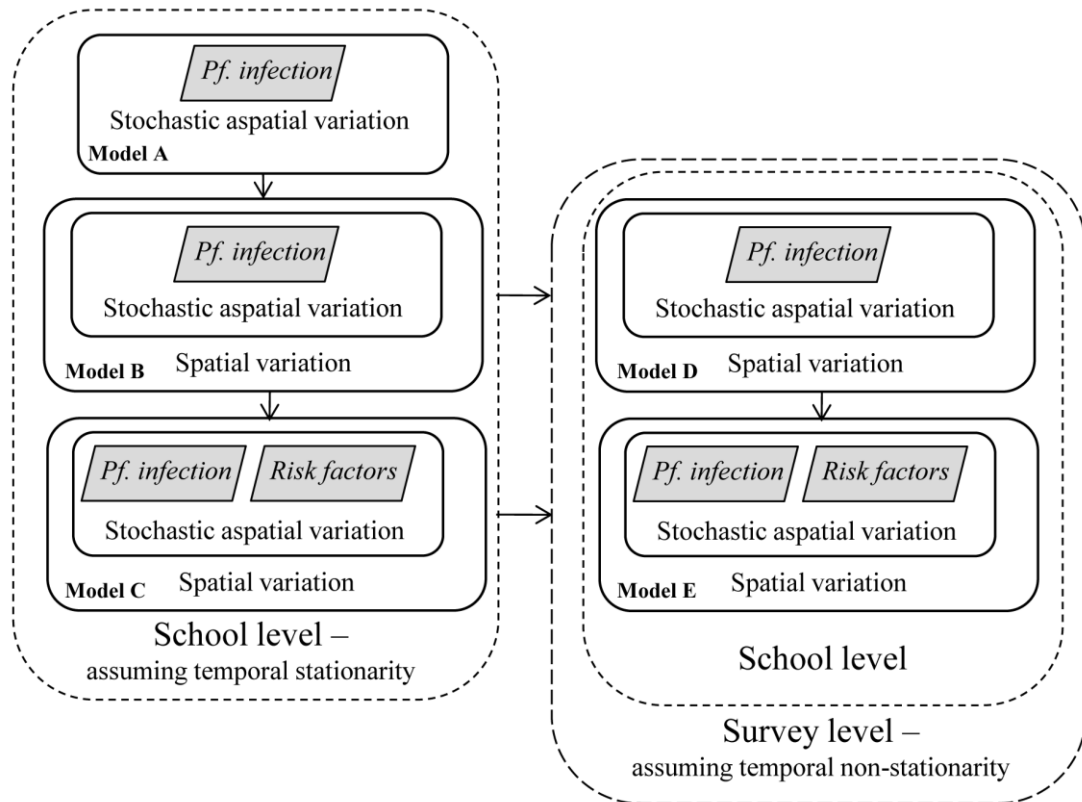 Pf. infection
Stochastic aspatial variation
Model A
Pf. infection
Stochastic aspatial variation
Model B
Spatial variation
Pf. infection
Risk factors
Stochastic aspatial variation
Spatial variation
Model C
School level –
assuming temporal stationarity
Pf. infection
Stochastic aspatial variation
Model D
Spatial variation
Pf. infection
Risk factors
Stochastic aspatial variation
Model E
Spatial variation
School level
Survey level –
assuming temporal non-stationarity